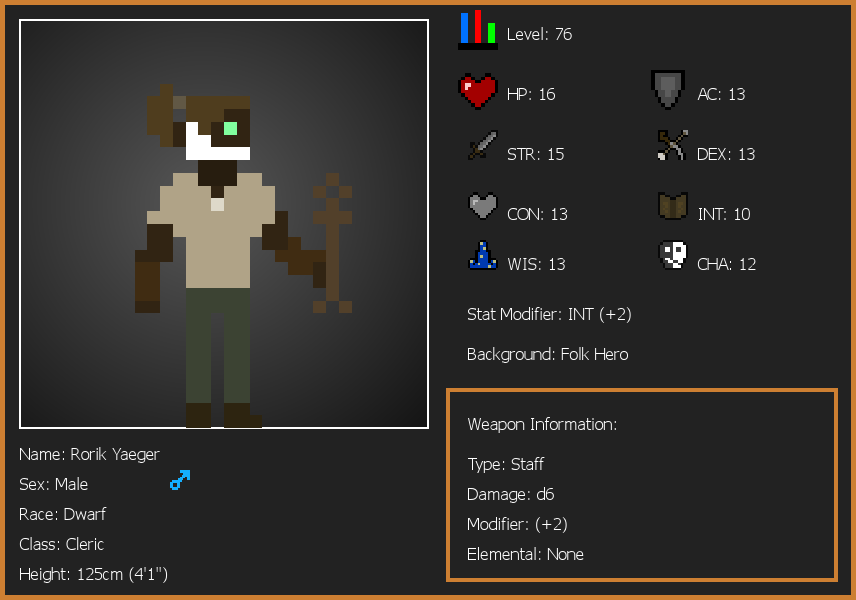 Level: 76
HP: 16
AC: 13
STR: 15
DEX: 13
CON: 13
INT: 10
WIS: 13
CHA: 12
Stat Modifier: INT (+2)
Background: Folk Hero
Weapon Information:
Type: Staff
Damage: d6
Modifier: (+2)
Elemental: None
Name: Rorik Yaeger
Sex: Male
Race: Dwarf
Class: Cleric
Height: 125cm (4'1")